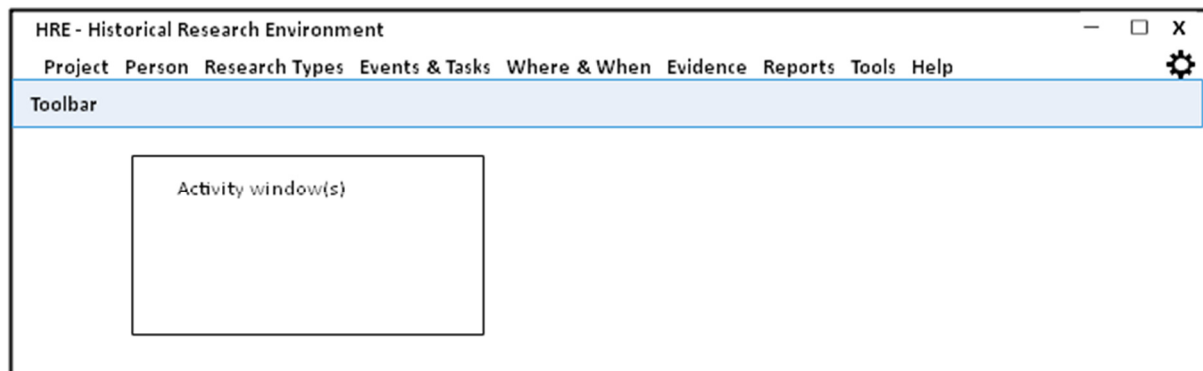 HRE - Historical Research Environment
X
Project Person Research Types Events & Tasks Where & When Evidence Reports Tools Help
Toolbar
Activity window(s)